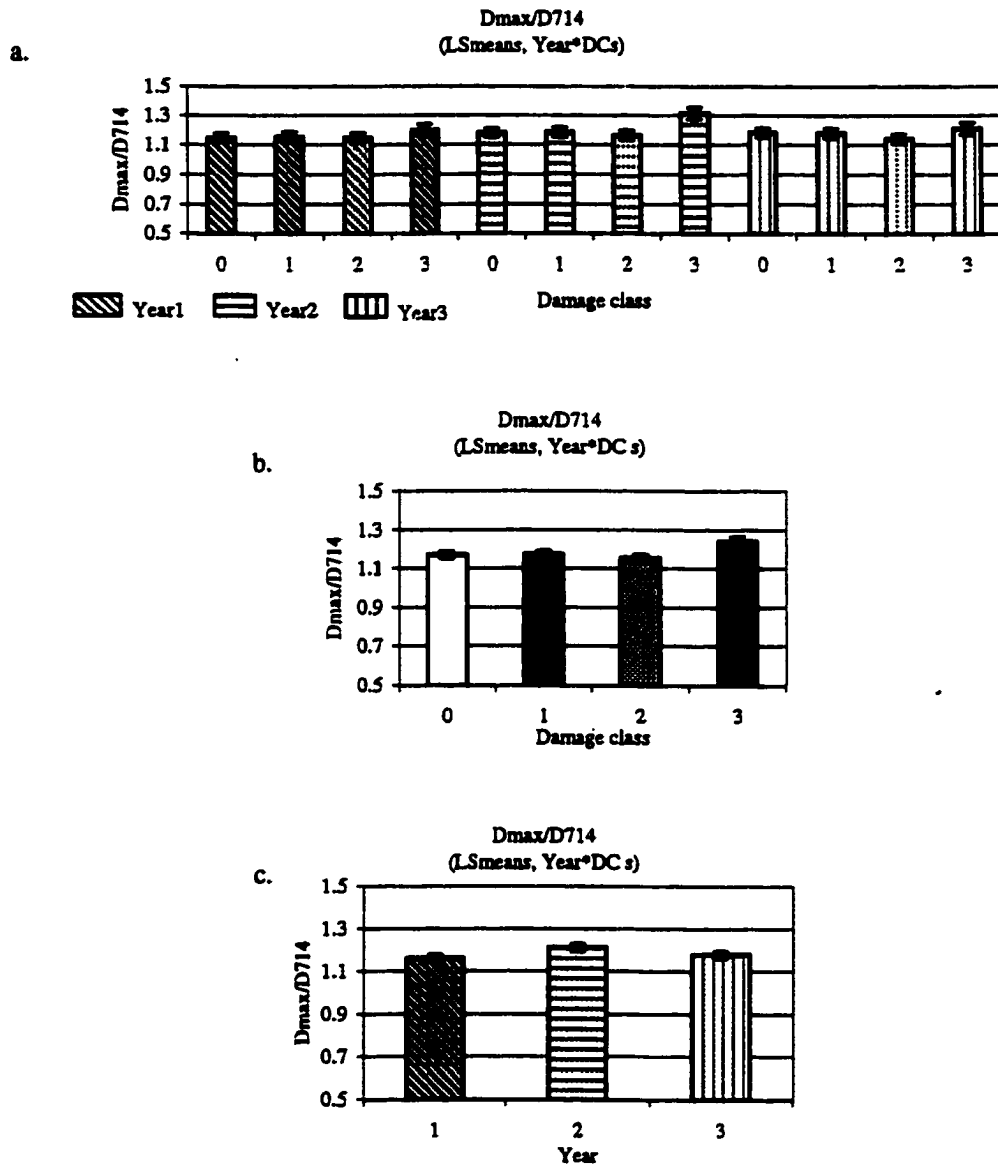 a.
Dmax/D714
(LSmeans, Year*DCs)
Dmax/D714
1.5
1.3
1.1
0.9
0.7
0.5
0 1 2 3 0 1 2 3 0 1 2 3
Damage class
Year1 Year2 Year3
b.
Dmax/D714
(LSmeans, Year*DC s)
Dmax/D714
1.5
1.3
1.1
0.9
0.7
0.5
0 1 2 3
Damage class
c.
Dmax/D714
(LSmeans, Year*DC s)
Dmax/D714
1.5
1.3
1.1
0.9
0.7
0.5
1 2 3
Year